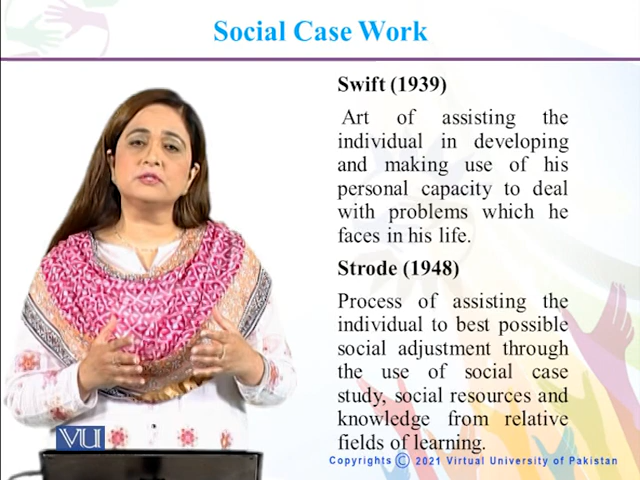 Social Case Work
Swift (1939)
Art of assisting the
individual in developing
and making use of his
personal capacity to deal
with problems which he
faces in his life.
Strode (1948)
Process of assisting the
individual to best possible
social adjustment through
the use of social case
study, social resources and
knowledge from relative
fields of learning.
VU
Copyrights © 2021 Virtual University of Pakistan